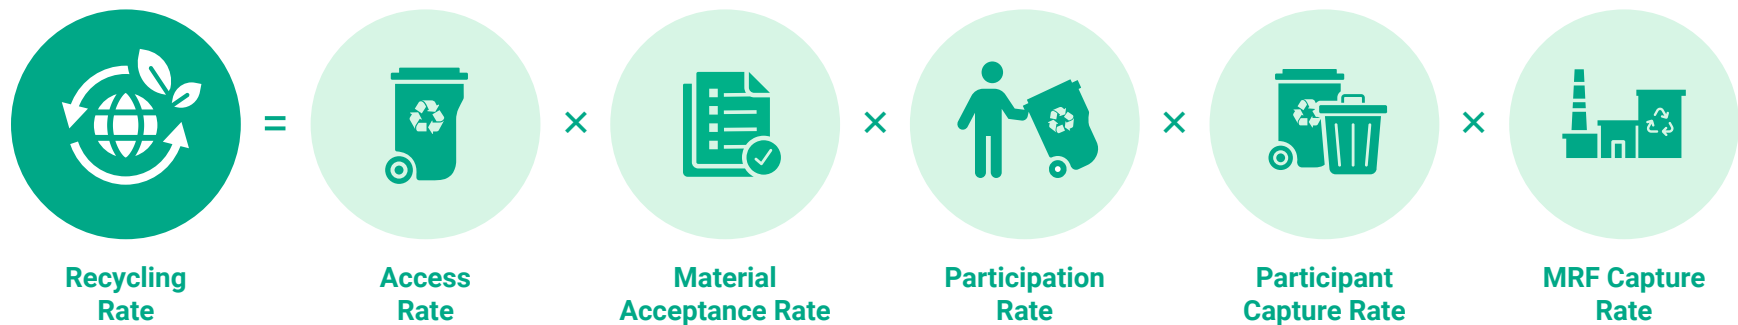 =
×
×
×
×
Recycling
Rate
Access
Rate
Material
Acceptance Rate
Participation
Rate
Participant
Capture Rate
MRF Capture
Rate